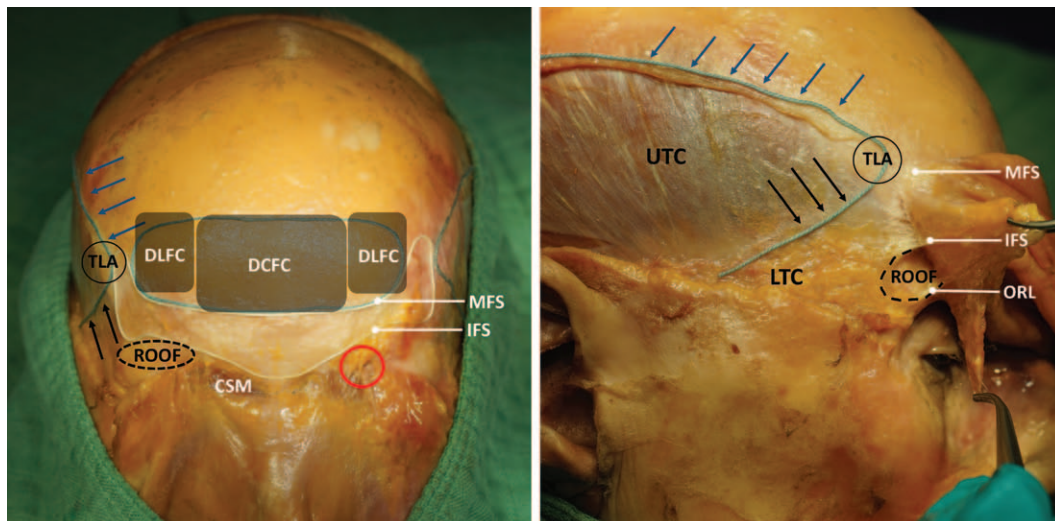 DLFC
DCFC
DLFC
TLA
MFS
IFS
ROOF
CSM
UTC
TLA
MFS
IFS
ROOF
LTC
ORL